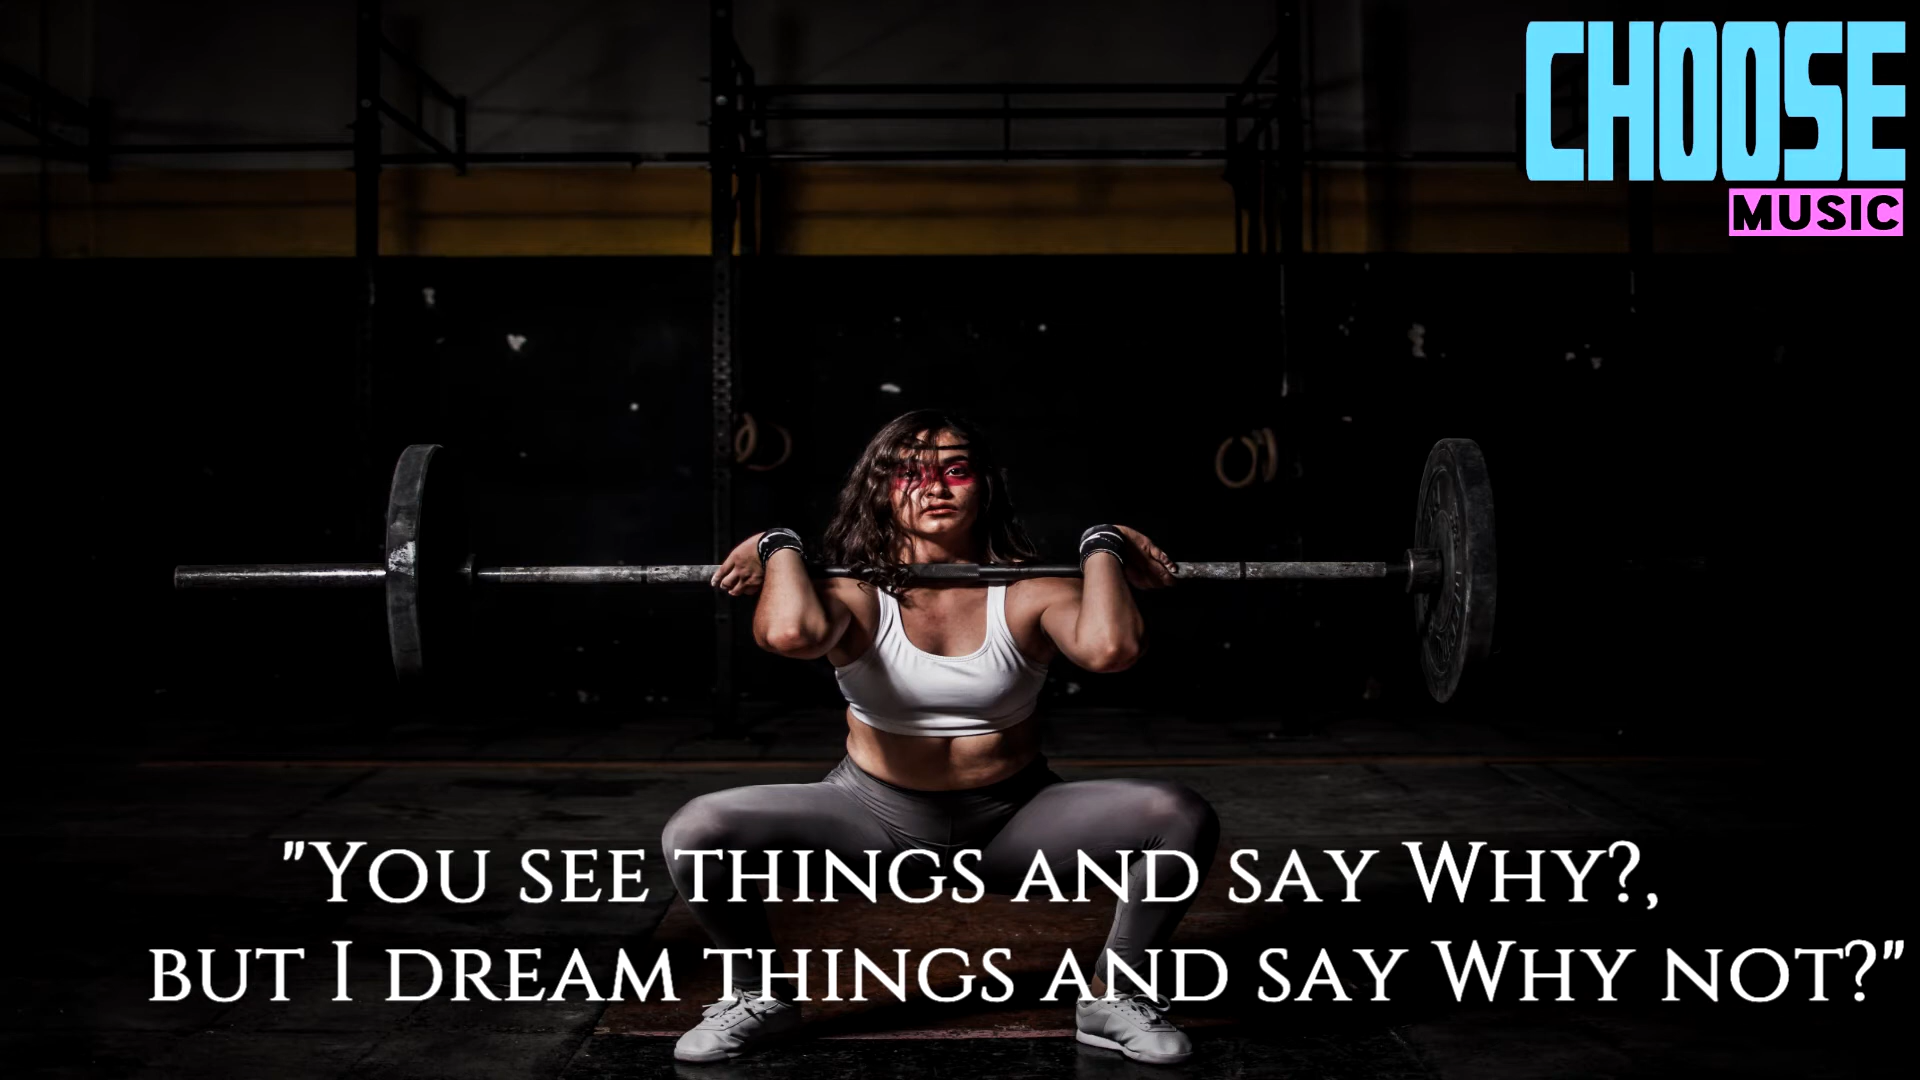 CHOOSE
MUSIC
"You see things and say Why?,
but I dream things and say Why not?"